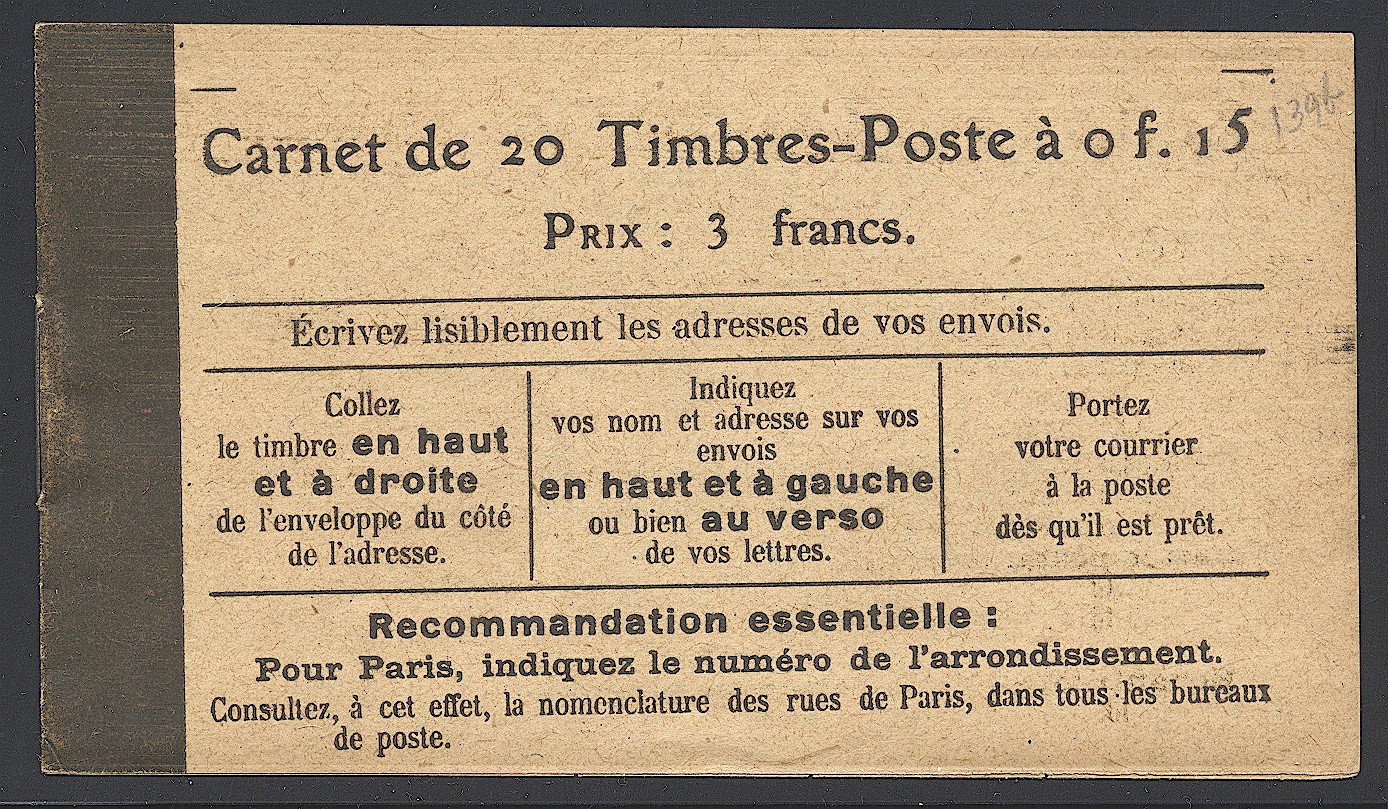 Carnet de 20 Timbres-Poste à 0 f. 15
139b
PRIX : 3 francs.
Écrivez lisiblement les adresses de vos envois.
Collez
le timbre en haut
et à droite
de l'enveloppe du côté
de l'adresse.
Indiquez
vos nom et adresse sur vos
envois
en haut et à gauche
ou bien au verso
de vos lettres.
Portez
votre courrier
à la poste
dès qu'il est prêt.
Recommandation essentielle :
Pour Paris, indiquez le numéro de l'arrondissement.
Consultez, à cet effet, la nomenclature des rues de Paris, dans tous les bureaux
de poste.